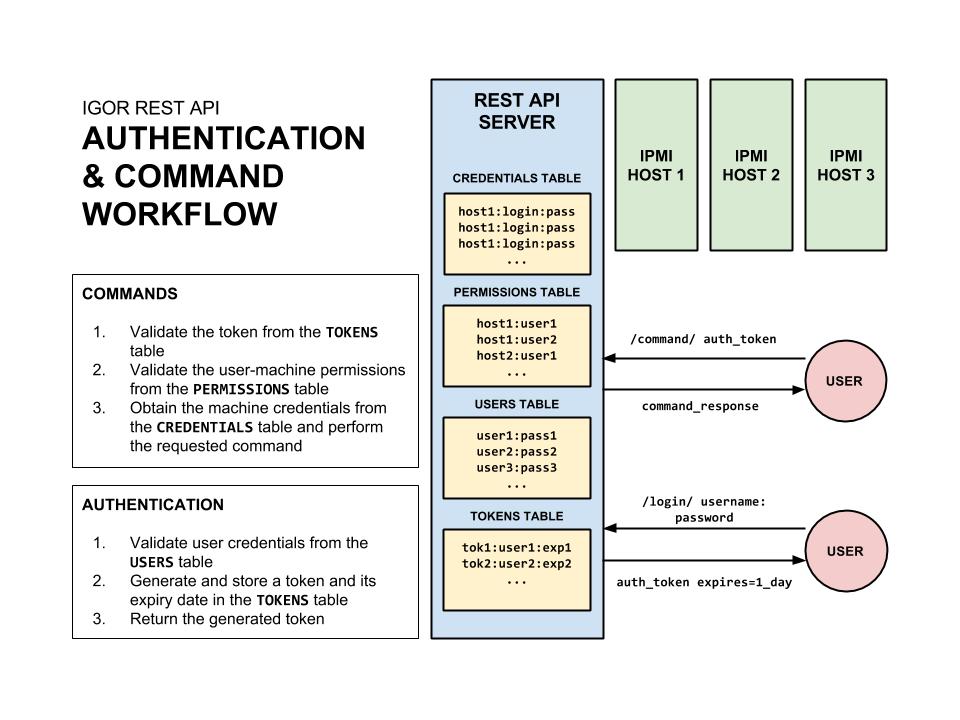 IGOR REST API
AUTHENTICATION
& COMMAND
WORKFLOW
COMMANDS
1. Validate the token from the TOKENS
table
2. Validate the user-machine permissions
from the PERMISSIONS table
3. Obtain the machine credentials from
the CREDENTIALS table and perform
the requested command
AUTHENTICATION
1. Validate user credentials from the
USERS table
2. Generate and store a token and its
expiry date in the TOKENS table
3. Return the generated token
REST API
SERVER
CREDENTIALS TABLE
host1:login:pass
host1:login:pass
host1:login:pass
...
PERMISSIONS TABLE
host1:user1
host1:user2
host2:user1
...
USERS TABLE
user1:pass1
user2:pass2
user3:pass3
...
TOKENS TABLE
tok1:user1:exp1
tok2:user2:exp2
...
IPMI
HOST 1
IPMI
HOST 2
IPMI
HOST 3
/command/ auth_token
command_response
USER
/login/ username:
password
auth_token expires=1_day
USER